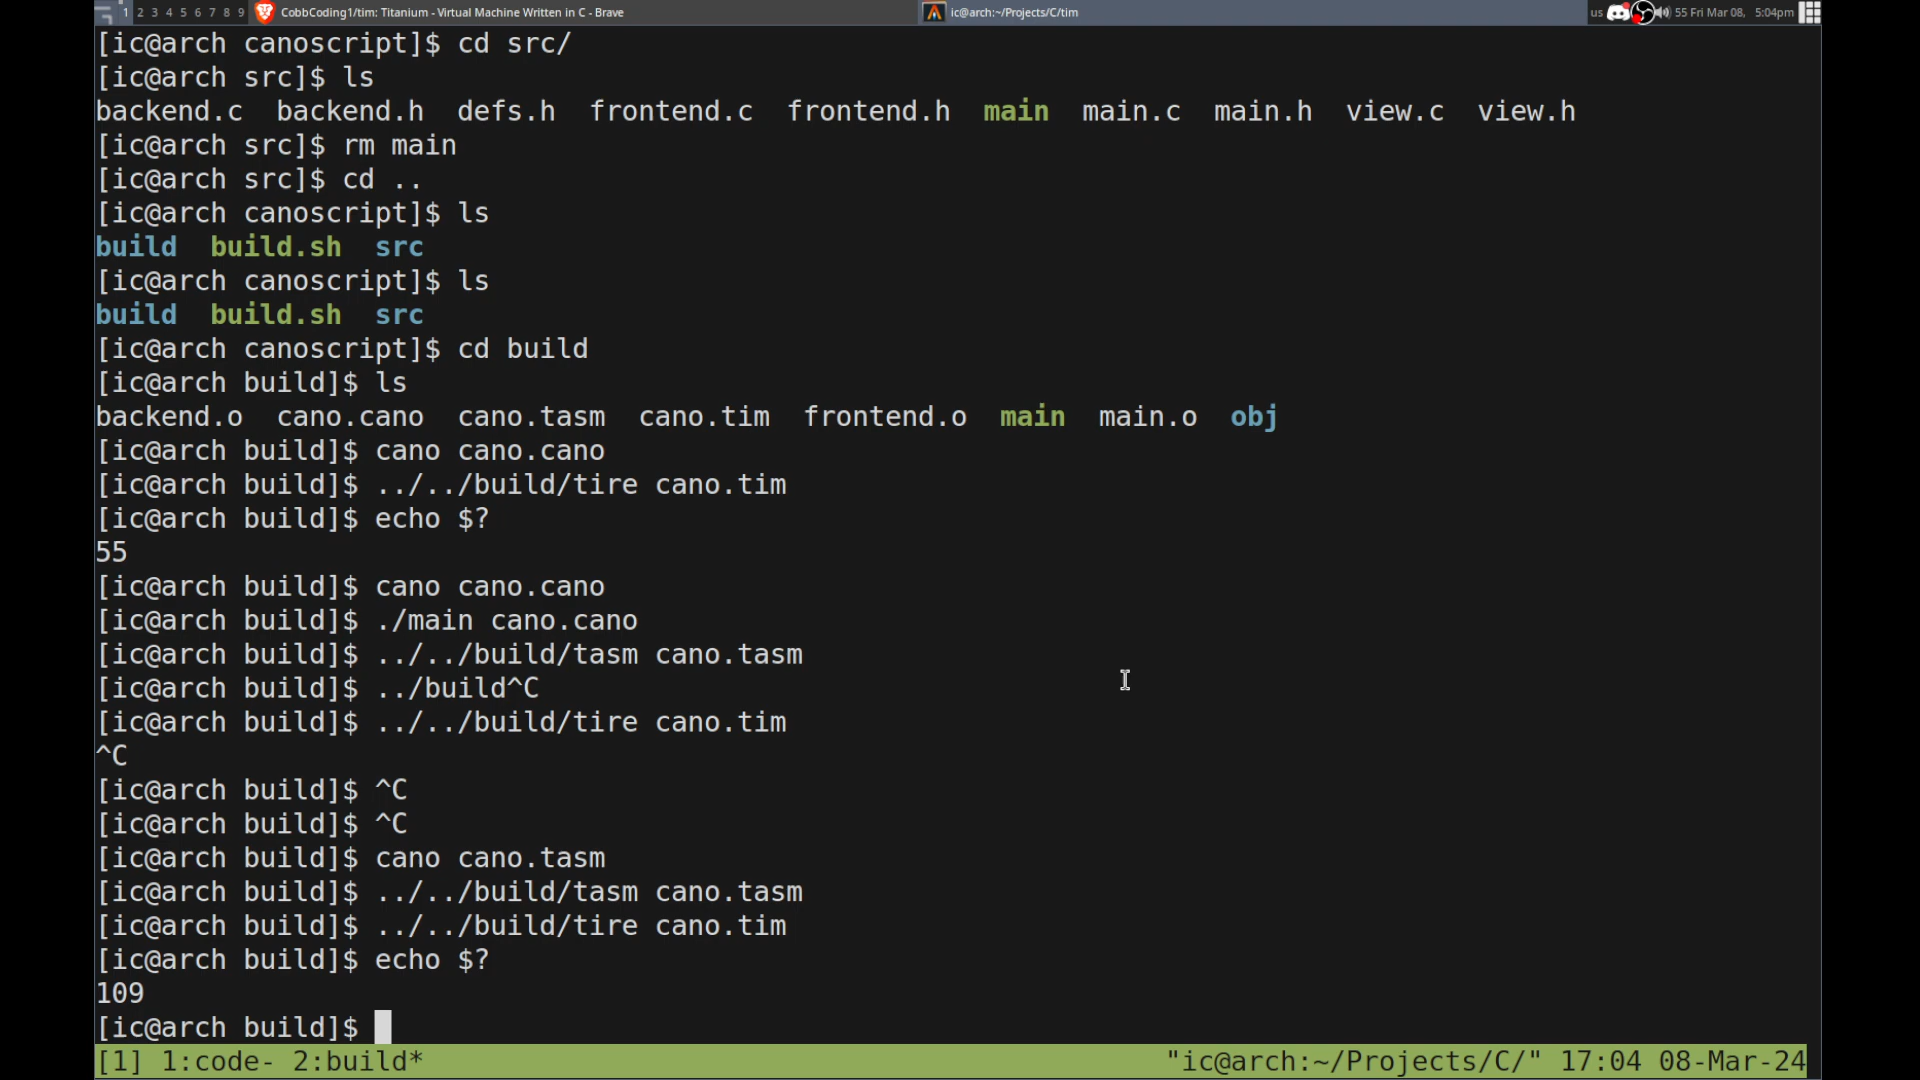 1 2 3 4 5 6 7 8 9 CobbCoding1/tim: Titanium - Virtual Machine Written in C - Brave ic@arch:~/Projects/C/tim us 55 Fri Mar 08, 5:04pm
[ic@arch canoscript]$ cd src/
[ic@arch src]$ ls
backend.c backend.h defs.h frontend.c frontend.h main main.c main.h view.c view.h
[ic@arch src]$ rm main
[ic@arch src]$ cd ..
[ic@arch canoscript]$ ls
build build.sh src
[ic@arch canoscript]$ ls
build build.sh src
[ic@arch canoscript]$ cd build
[ic@arch build]$ ls
backend.o cano.cano cano.tasm cano.tim frontend.o main main.o obj
[ic@arch build]$ cano cano.cano
[ic@arch build]$ ../../build/tire cano.tim
[ic@arch build]$ echo $?
55
[ic@arch build]$ cano cano.cano
[ic@arch build]$ ./main cano.cano
[ic@arch build]$ ../../build/tasm cano.tasm
[ic@arch build]$ ../build^C
[ic@arch build]$ ../../build/tire cano.tim
^C
[ic@arch build]$ ^C
[ic@arch build]$ ^C
[ic@arch build]$ cano cano.tasm
[ic@arch build]$ ../../build/tasm cano.tasm
[ic@arch build]$ ../../build/tire cano.tim
[ic@arch build]$ echo $?
109
[ic@arch build]$
[1] 1:code- 2:build* "ic@arch:~/Projects/C/" 17:04 08-Mar-24